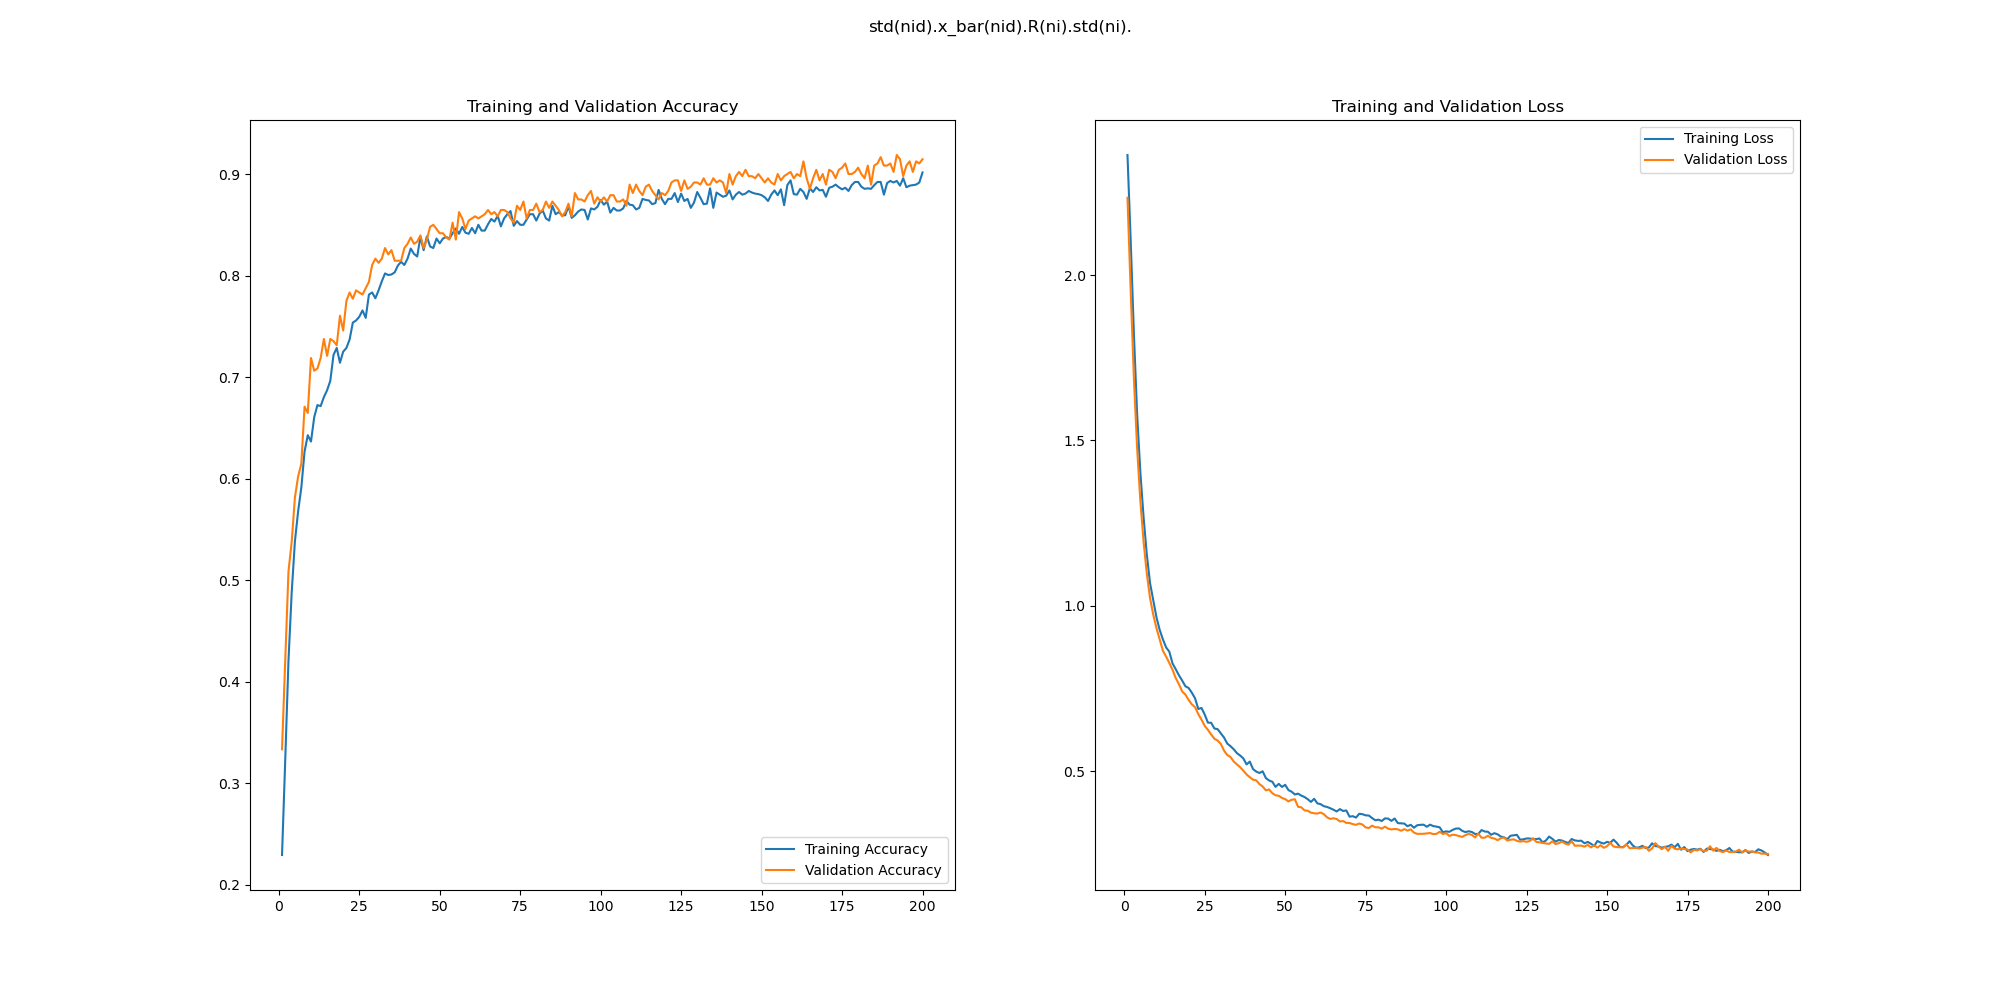 std(nid).x_bar(nid).R(ni).std(ni).
Training and Validation Accuracy
0.9
0.8
0.7
0.6
0.5
0.4
0.3
0.2
0 25 50 75 100 125 150 175 200
Training Accuracy
Validation Accuracy
Training and Validation Loss
Training Loss
Validation Loss
2.0
1.5
1.0
0.5
0 25 50 75 100 125 150 175 200